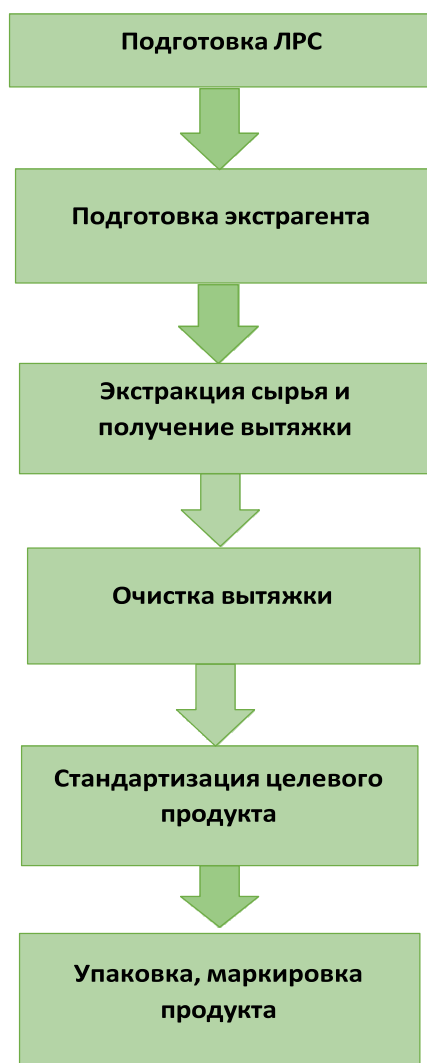 Подготовка ЛРС
Подготовка экстрагента
Экстракция сырья и
получение вытяжки
Очистка вытяжки
Стандартизация целевого
продукта
Упаковка, маркировка
продукта